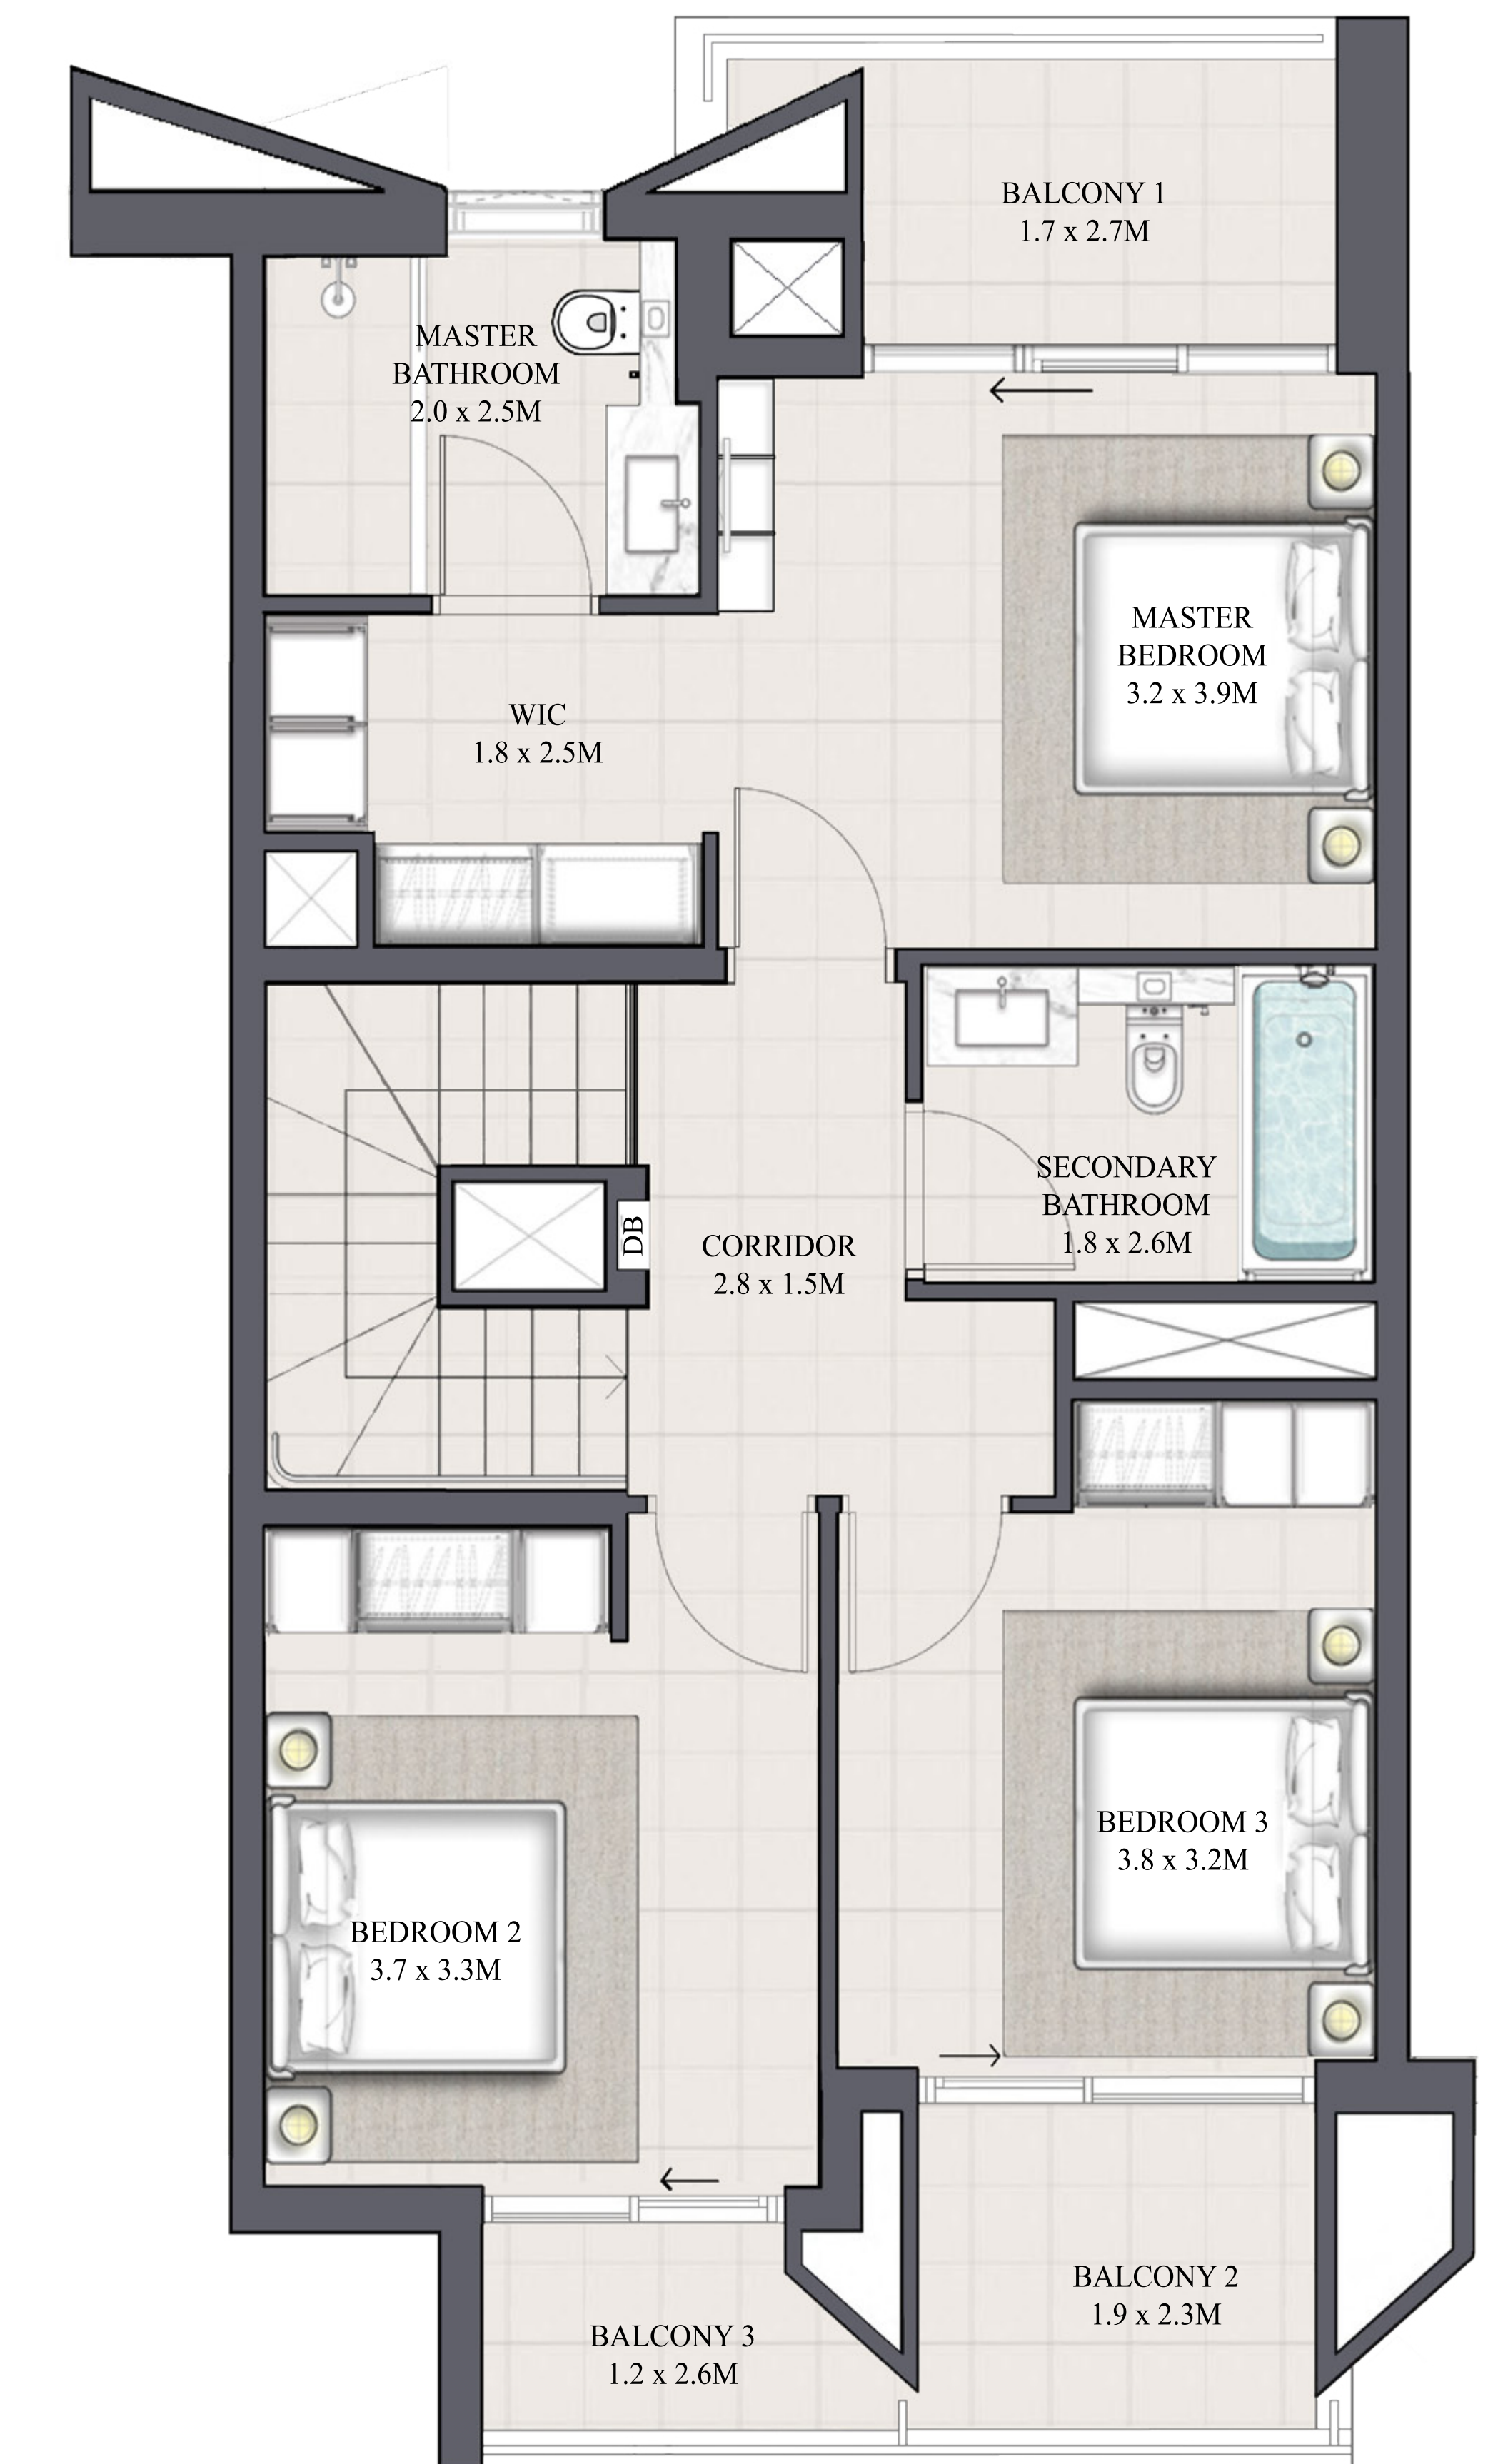 BALCONY 1
1.7 x 2.7M
MASTER
BATHROOM
2.0 x 2.5M
MASTER
BEDROOM
3.2 x 3.9M
WIC
1.8 x 2.5M
SECONDARY
BATHROOM
1.8 x 2.6M
DB
CORRIDOR
2.8 x 1.5M
BEDROOM 3
3.8 x 3.2M
BEDROOM 2
3.7 x 3.3M
BALCONY 2
1.9 x 2.3M
BALCONY 3
1.2 x 2.6M